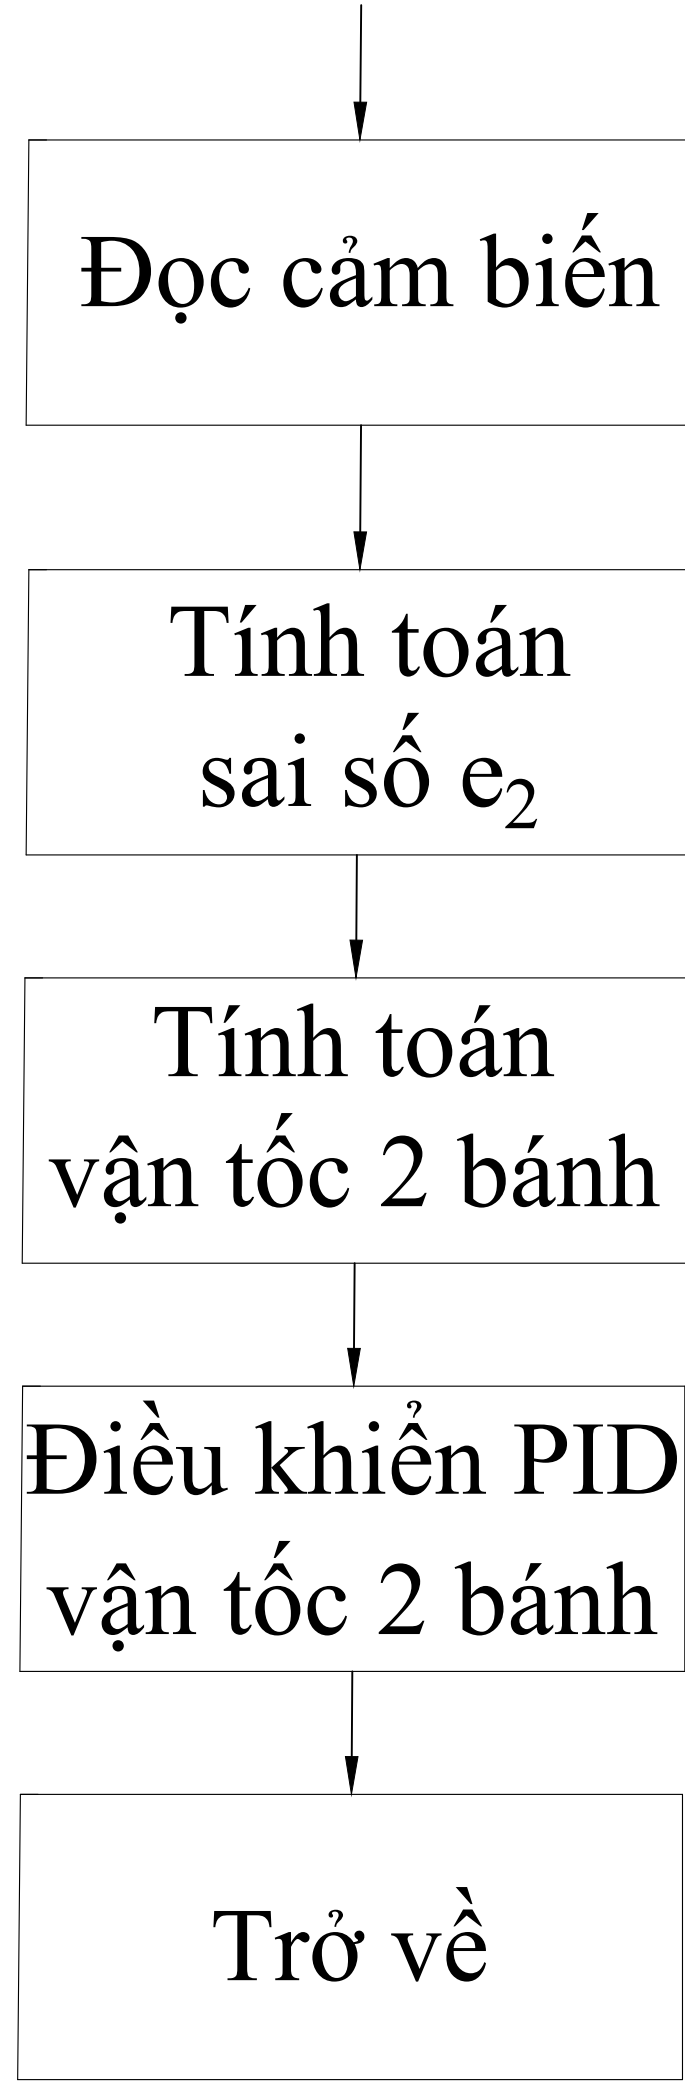 Đọc cảm biến
Tính toán
sai số e₂
Tính toán
vận tốc 2 bánh
Điều khiển PID
vận tốc 2 bánh
Trở về